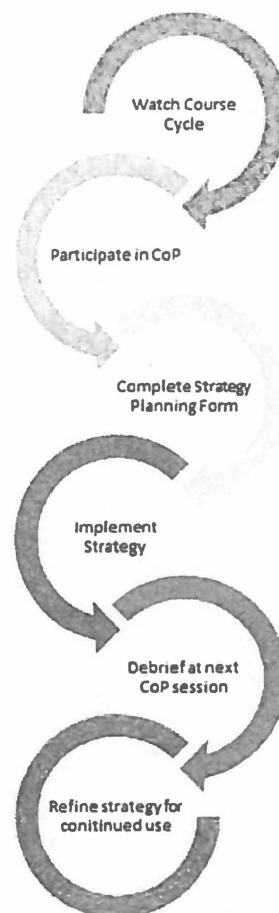 Watch Course
Cycle
Participate in CoP
Complete Strategy
Planning Form
Implement
Strategy
Debrief at next
CoP session
Refine strategy for
conitinued use